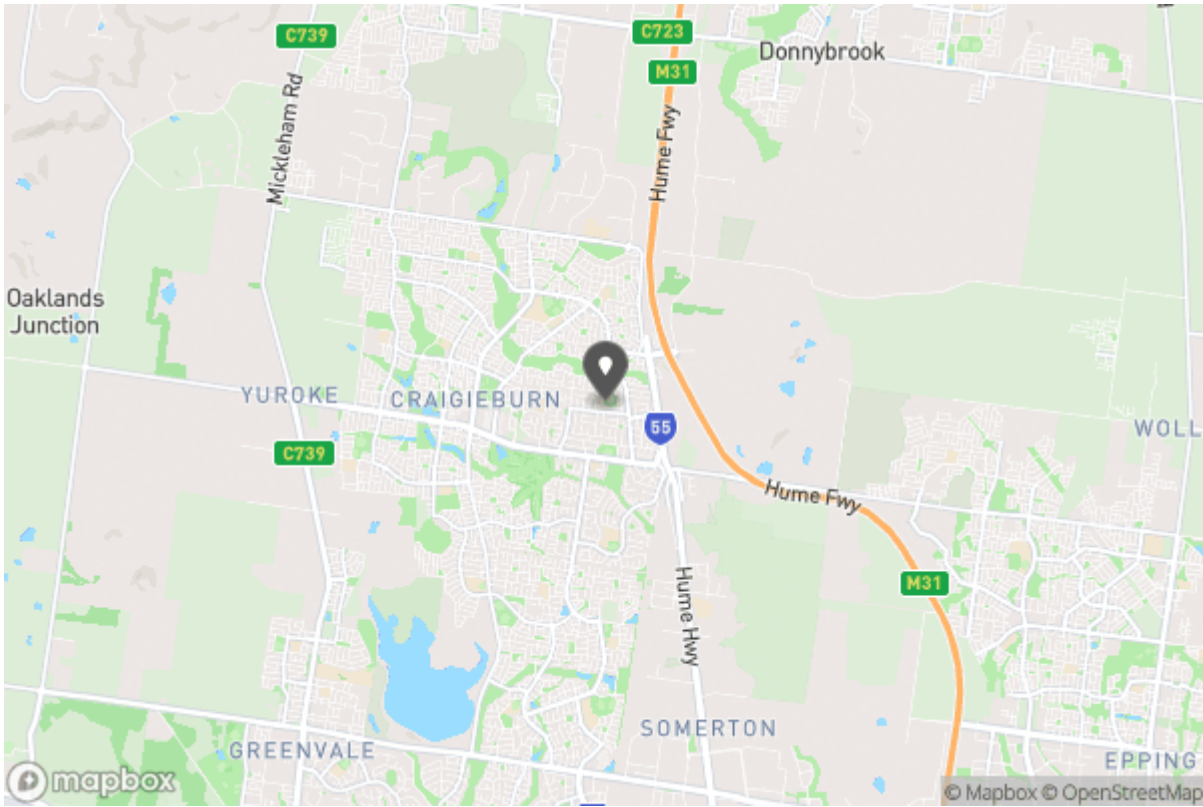 C739
C723
Donnybrook
M31
Mickleham Rd
Hume Fwy
Oaklands
Junction
YUROKE
CRAIGIEBURN
55
WOLL
C739
Hume Fwy
M31
Hume Hwy
SOMERTON
GREENVALE
EPPING
mapbox
© Mapbox © OpenStreetMap